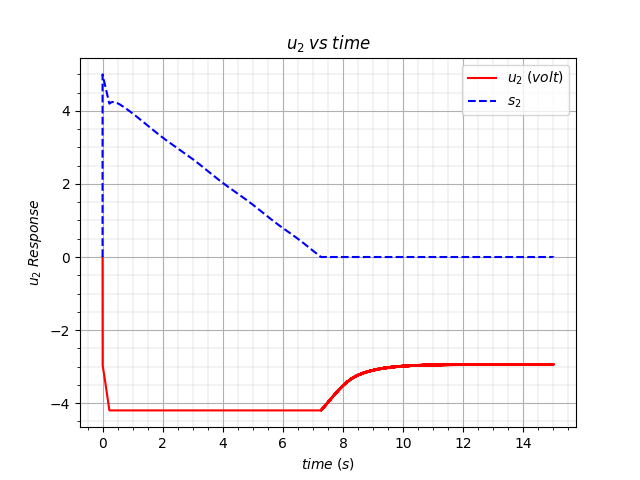 u₂ vs time
u₂ (volt)
s₂
u₂ Response
4
2
0
−2
−4
0 2 4 6 8 10 12 14
time (s)